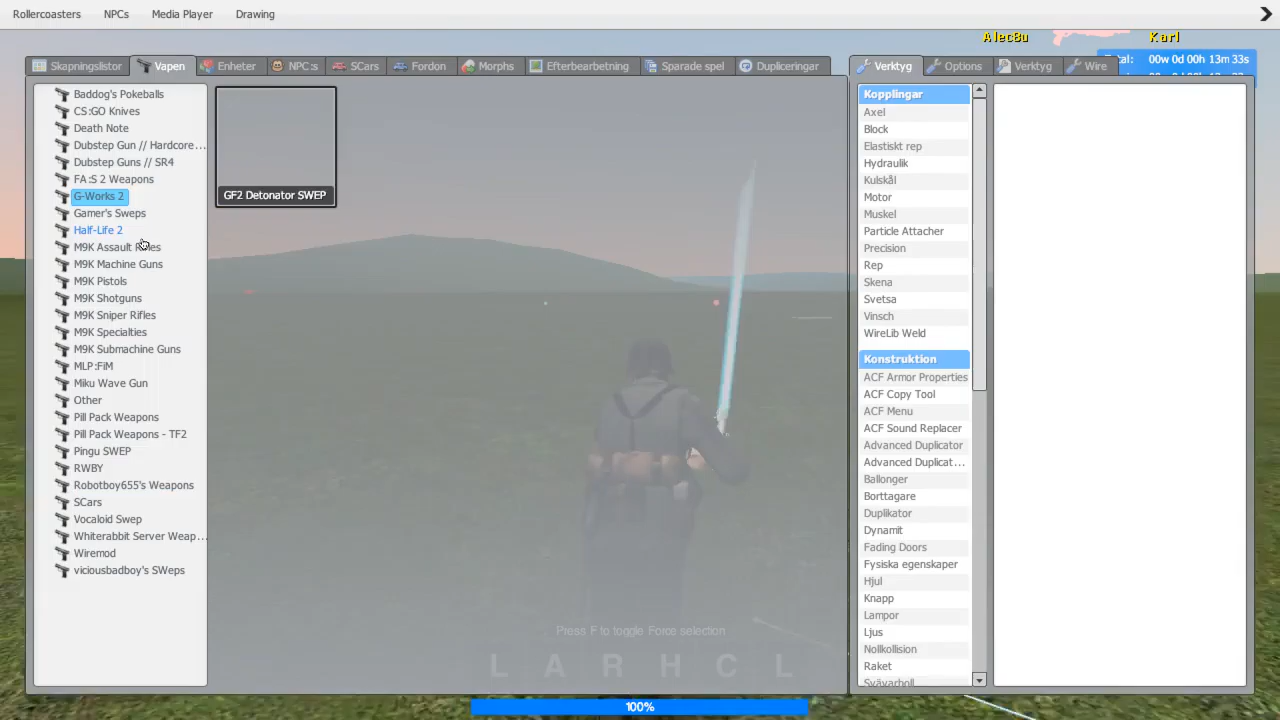 Rollercoasters NPCs Media Player Drawing
Alec8u Karl
Skapningslistor Vapen Enheter NPC:s SCars Fordon Morphs Efterbearbetning Sparade spel Dupliceringar
Verktyg Options Verktyg Wire
tal: 00w 0d 00h 13m 33s
Baddog's Pokeballs
CS:GO Knives
Death Note
Dubstep Gun // Hardcore...
Dubstep Guns // SR4
FA:S 2 Weapons
G-Works 2
Gamer's Sweps
Half-Life 2
M9K Assault Rifles
M9K Machine Guns
M9K Pistols
M9K Shotguns
M9K Sniper Rifles
M9K Specialties
M9K Submachine Guns
MLP:FiM
Miku Wave Gun
Other
Pill Pack Weapons
Pill Pack Weapons - TF2
Pingu SWEP
RWBY
Robotboy655's Weapons
SCars
Vocaloid Swep
Whiterabbit Server Weap...
Wiremod
viciousbadboy's SWeps
GF2 Detonator SWEP
Press F to toggle Force selection
L A R H C L
100%
Kopplingar
Axel
Block
Elastiskt rep
Hydraulik
Kulskål
Motor
Muskel
Particle Attacher
Precision
Rep
Skena
Svetsa
Vinsch
WireLib Weld
Konstruktion
ACF Armor Properties
ACF Copy Tool
ACF Menu
ACF Sound Replacer
Advanced Duplicator
Advanced Duplicat...
Ballonger
Borttagare
Duplikator
Dynamit
Fading Doors
Fysiska egenskaper
Hjul
Knapp
Lampor
Ljus
Nollkollision
Raket
Svävarboll